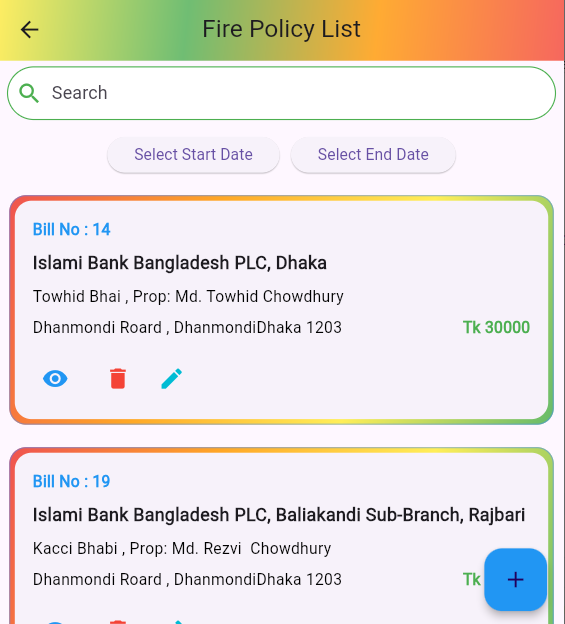 Fire Policy List
Search
Select Start Date Select End Date
Bill No : 14
Islami Bank Bangladesh PLC, Dhaka
Towhid Bhai , Prop: Md. Towhid Chowdhury
Dhanmondi Roard , DhanmondiDhaka 1203 Tk 30000
Bill No : 19
Islami Bank Bangladesh PLC, Baliakandi Sub-Branch, Rajbari
Kacci Bhabi , Prop: Md. Rezvi  Chowdhury
Dhanmondi Roard , DhanmondiDhaka 1203 Tk